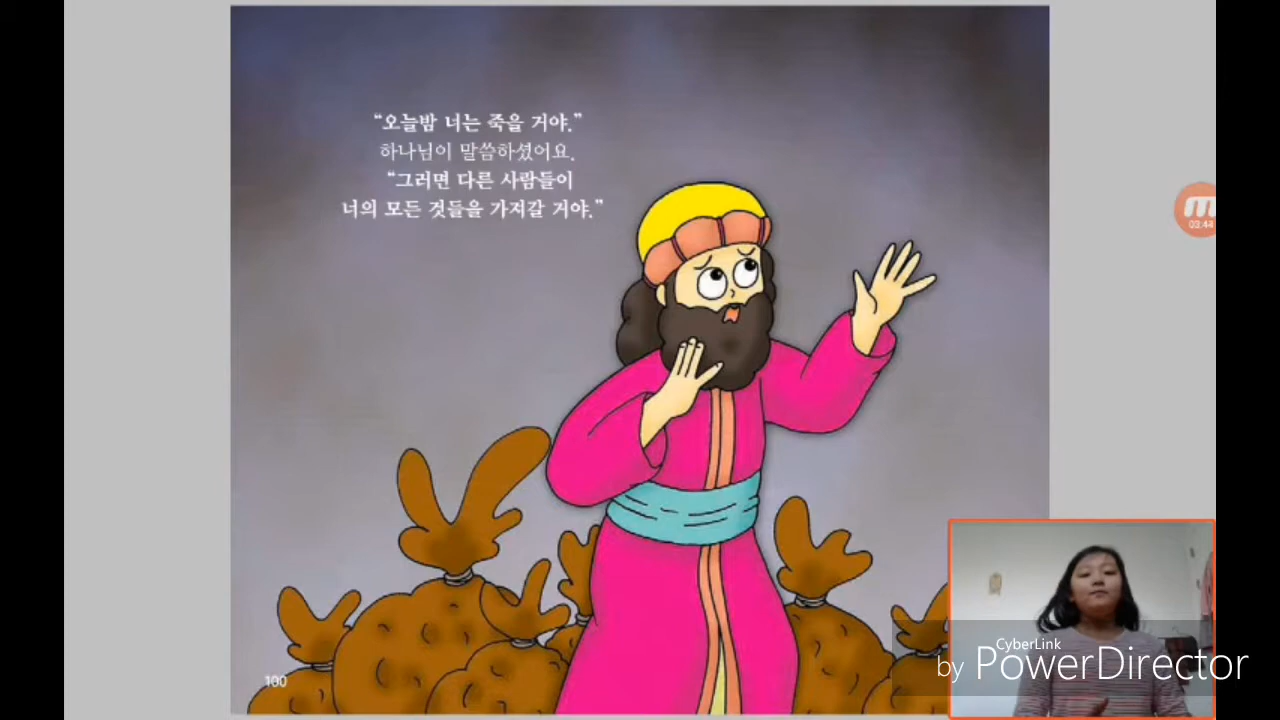 “오늘밤 너는 죽을 거야.”
하나님이 말씀하셨어요.
“그러면 다른 사람들이
너의 모든 것들을 가져갈 거야.”
03:44
100
CyberLink
by PowerDirector